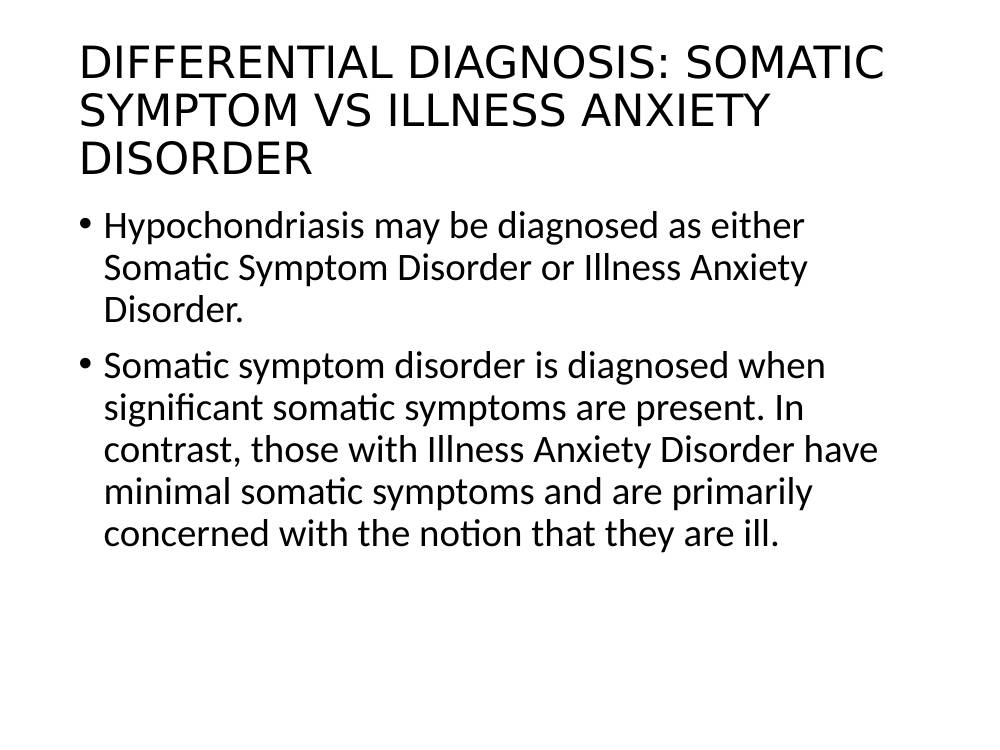 DIFFERENTIAL DIAGNOSIS: SOMATIC
SYMPTOM VS ILLNESS ANXIETY
DISORDER
• Hypochondriasis may be diagnosed as either
Somatic Symptom Disorder or Illness Anxiety
Disorder.
• Somatic symptom disorder is diagnosed when
significant somatic symptoms are present. In
contrast, those with Illness Anxiety Disorder have
minimal somatic symptoms and are primarily
concerned with the notion that they are ill.